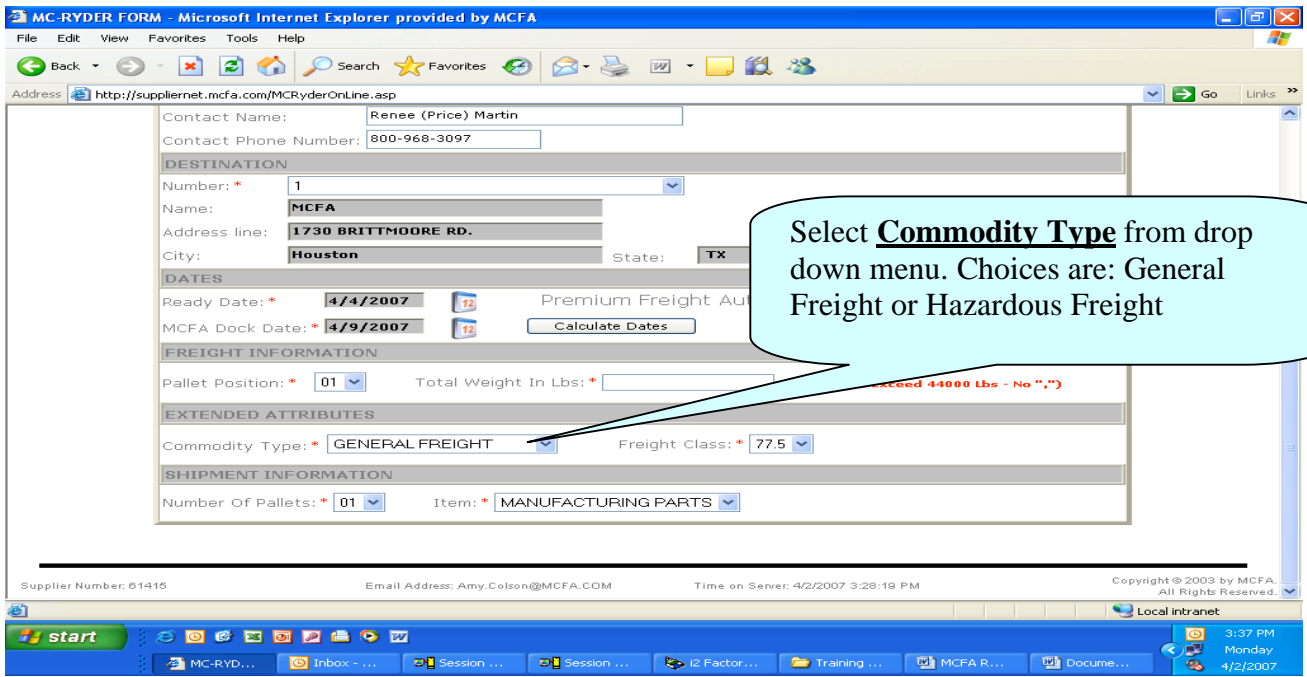 MC-RYDER FORM - Microsoft Internet Explorer provided by MCFA
File Edit View Favorites Tools Help
Back Search Favorites
Address http://suppliernet.mcfa.com/MCRyderOnLine.asp Go Links »
Contact Name: Renee (Price) Martin
Contact Phone Number: 800-968-3097
DESTINATION
Number: * 1
Name: MCFA
Address line: 1730 BRITTMOORE RD.
City: Houston State: TX
Select Commodity Type from drop
down menu. Choices are: General
Freight or Hazardous Freight
DATES
Ready Date: * 4/4/2007 12 Premium Freight Aut
MCFA Dock Date: * 4/9/2007 12 Calculate Dates
FREIGHT INFORMATION
Pallet Position: * 01 Total Weight In Lbs: * exceed 44000 Lbs - No ",")
EXTENDED ATTRIBUTES
Commodity Type: * GENERAL FREIGHT Freight Class: * 77.5
SHIPMENT INFORMATION
Number Of Pallets: * 01 Item: * MANUFACTURING PARTS
Supplier Number: 61415 Email Address: Amy.Colson@MCFA.COM Time on Server: 4/2/2007 3:28:19 PM Copyright © 2003 by MCFA.
All Rights Reserved.
Local intranet
start 3:37 PM
Monday
MC-RYD... Inbox - ... Session ... Session ... i2 Factor... Training ... MCFA R... Docume... 4/2/2007